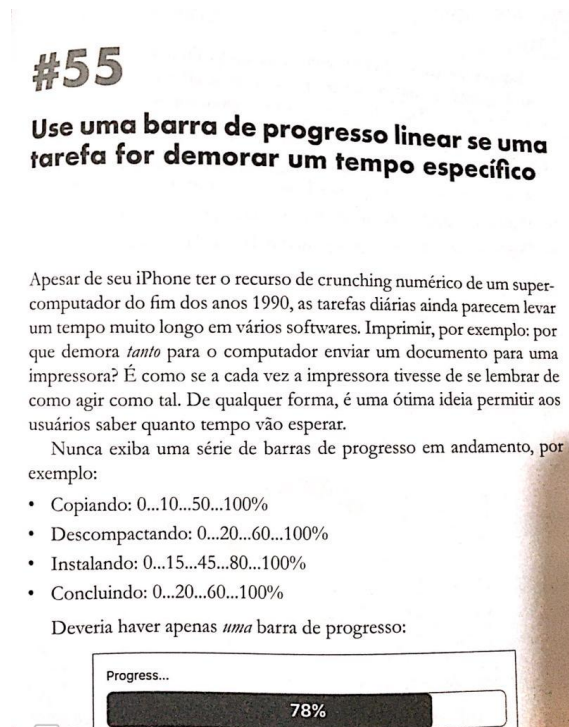 #55
Use uma barra de progresso linear se uma
tarefa for demorar um tempo específico
Apesar de seu iPhone ter o recurso de crunching numérico de um super-
computador do fim dos anos 1990, as tarefas diárias ainda parecem levar
um tempo muito longo em vários softwares. Imprimir, por exemplo: por
que demora tanto para o computador enviar um documento para uma
impressora? É como se a cada vez a impressora tivesse de se lembrar de
como agir como tal. De qualquer forma, é uma ótima ideia permitir aos
usuários saber quanto tempo vão esperar.
Nunca exiba uma série de barras de progresso em andamento, por
exemplo:
• Copiando: 0...10...50...100%
• Descompactando: 0...20...60...100%
• Instalando: 0...15...45...80...100%
• Concluindo: 0...20...60...100%
Deveria haver apenas uma barra de progresso:
Progress...
78%